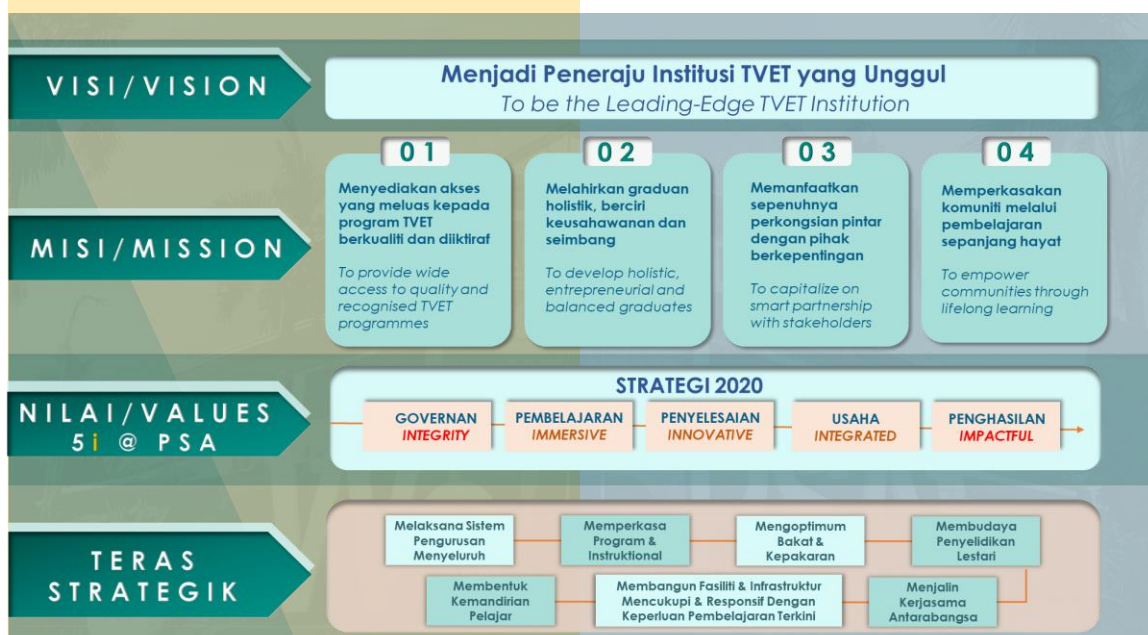 VISI/VISION
Menjadi Peneraju Institusi TVET yang Unggul
To be the Leading-Edge TVET Institution
MISI/MISSION
01
Menyediakan akses
yang meluas kepada
program TVET
berkualiti dan diiktiraf
To provide wide
access to quality and
recognised TVET
programmes
02
Melahirkan graduan
holistik, berciri
keusahawanan dan
seimbang
To develop holistic,
entrepreneurial and
balanced graduates
03
Memanfaatkan
sepenuhnya
perkongsian pintar
dengan pihak
berkepentingan
To capitalize on
smart partnership
with stakeholders
04
Memperkasakan
komuniti melalui
pembelajaran
sepanjang hayat
To empower
communities through
lifelong learning
NILAI/VALUES
5i @ PSA
STRATEGI 2020
GOVERNAN
INTEGRITY
PEMBELAJARAN
IMMERSIVE
PENYELESAIAN
INNOVATIVE
USAHA
INTEGRATED
PENGHASILAN
IMPACTFUL
TERAS
STRATEGIK
Melaksana Sistem
Pengurusan
Menyeluruh
Memperkasa
Program &
Instruktional
Mengoptimum
Bakat &
Kepakaran
Membudaya
Penyelidikan
Lestari
Membentuk
Kemandirian
Pelajar
Membangun Fasiliti & Infrastruktur
Mencukupi & Responsif Dengan
Keperluan Pembelajaran Terkini
Menjalin
Kerjasama
Antarabangsa